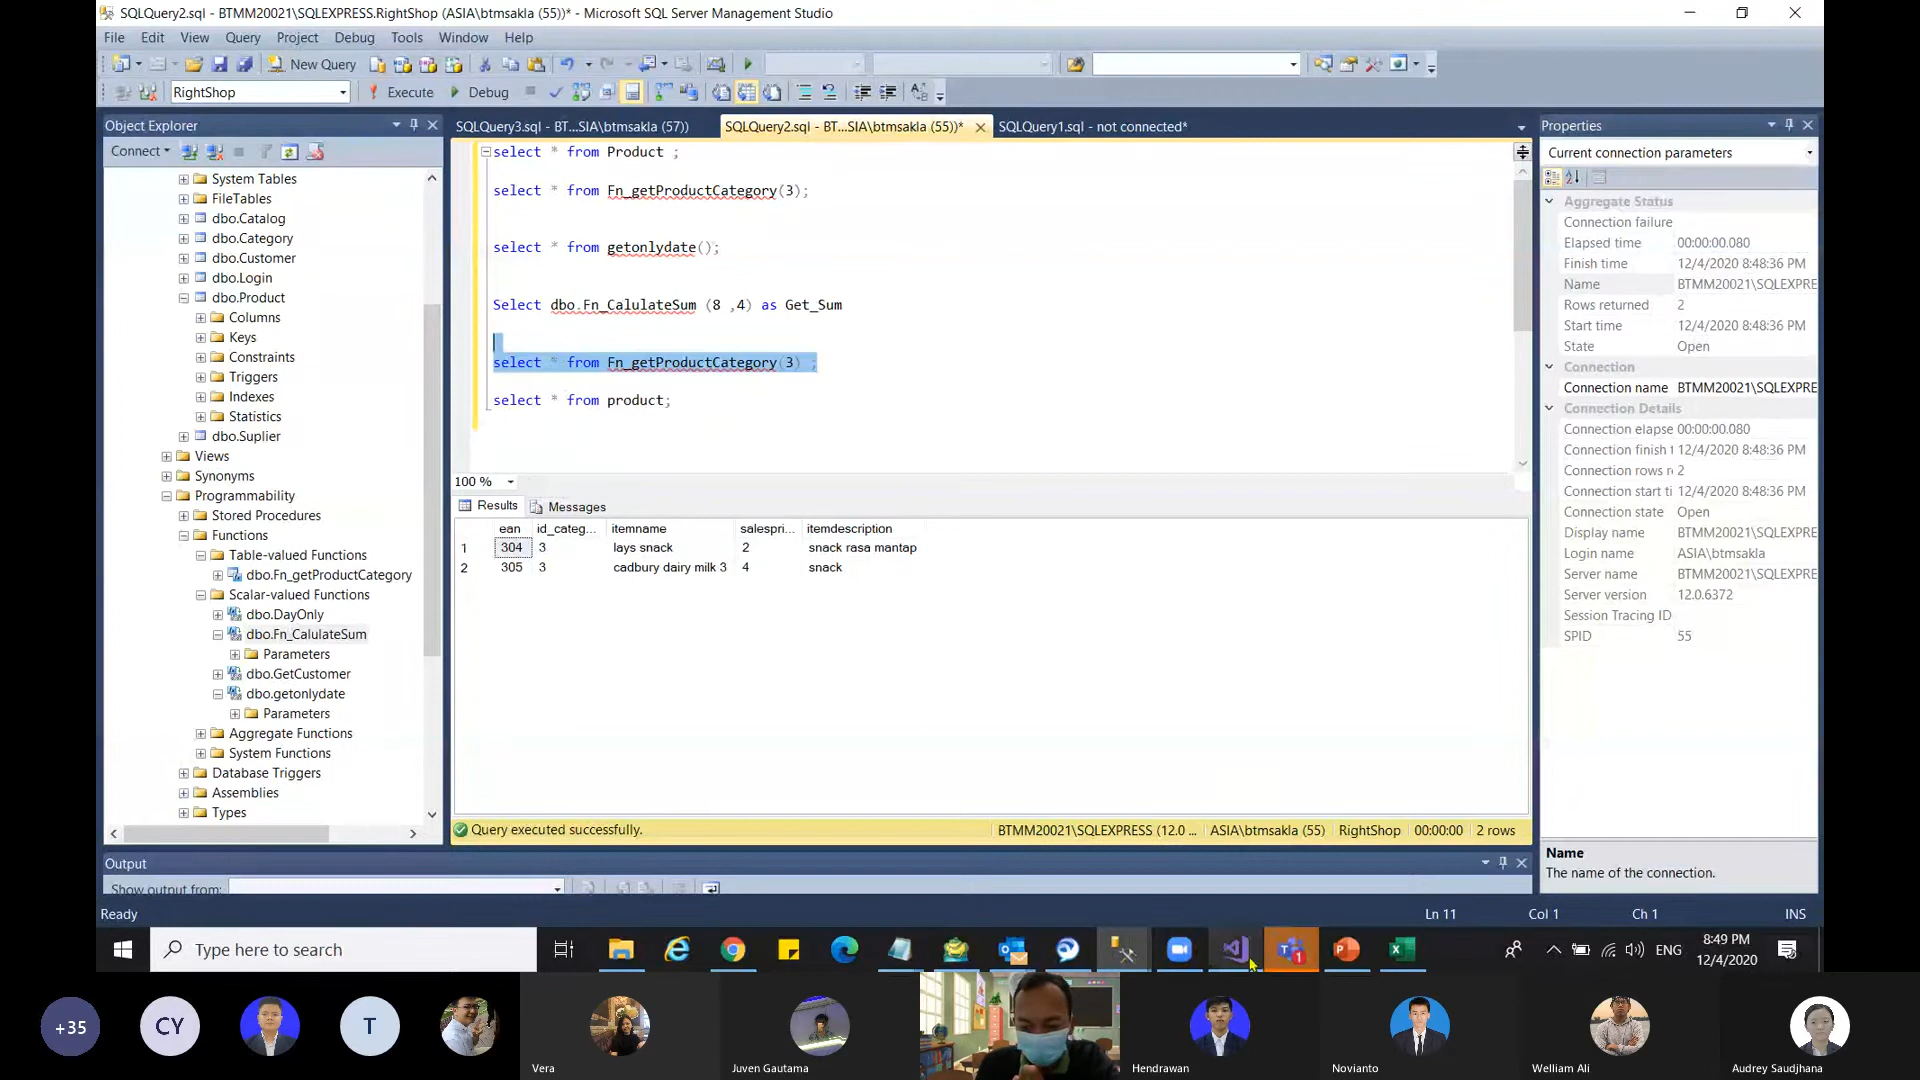 SQLQuery2.sql - BTMM20021\SQLEXPRESS.RightShop (ASIA\btmsakla (55))* - Microsoft SQL Server Management Studio
File Edit View Query Project Debug Tools Window Help
New Query
RightShop Execute Debug
Object Explorer
Connect
System Tables
FileTables
dbo.Catalog
dbo.Category
dbo.Customer
dbo.Login
dbo.Product
Columns
Keys
Constraints
Triggers
Indexes
Statistics
dbo.Suplier
Views
Synonyms
Programmability
Stored Procedures
Functions
Table-valued Functions
dbo.Fn_getProductCategory
Scalar-valued Functions
dbo.DayOnly
dbo.Fn_CalulateSum
Parameters
dbo.GetCustomer
dbo.getonlydate
Parameters
Aggregate Functions
System Functions
Database Triggers
Assemblies
Types
SQLQuery3.sql - BT...SIA\btmsakla (57)) SQLQuery2.sql - BT...SIA\btmsakla (55))* SQLQuery1.sql - not connected*
select * from Product ;
select * from Fn_getProductCategory(3);
select * from getonlydate();
Select dbo.Fn_CalulateSum (8 ,4) as Get_Sum
select * from Fn_getProductCategory(3) ;
select * from product;
100 %
Results Messages
ean id_categ... itemname salespri... itemdescription
1 304 3 lays snack 2 snack rasa mantap
2 305 3 cadbury dairy milk 3 4 snack
Query executed successfully. BTMM20021\SQLEXPRESS (12.0 ... ASIA\btmsakla (55) RightShop 00:00:00 2 rows
Properties
Current connection parameters
Aggregate Status
Connection failure
Elapsed time 00:00:00.080
Finish time 12/4/2020 8:48:36 PM
Name BTMM20021\SQLEXPRE
Rows returned 2
Start time 12/4/2020 8:48:36 PM
State Open
Connection
Connection name BTMM20021\SQLEXPRE
Connection Details
Connection elapse 00:00:00.080
Connection finish t 12/4/2020 8:48:36 PM
Connection rows r 2
Connection start ti 12/4/2020 8:48:36 PM
Connection state Open
Display name BTMM20021\SQLEXPRE
Login name ASIA\btmsakla
Server name BTMM20021\SQLEXPRE
Server version 12.0.6372
Session Tracing ID
SPID 55
Name
The name of the connection.
Output
Show output from:
Ready Ln 11 Col 1 Ch 1 INS
Type here to search
1
ENG
8:49 PM
12/4/2020
+35 CY T
Vera Juven Gautama Hendrawan Novianto Welliam Ali Audrey Saudjhana